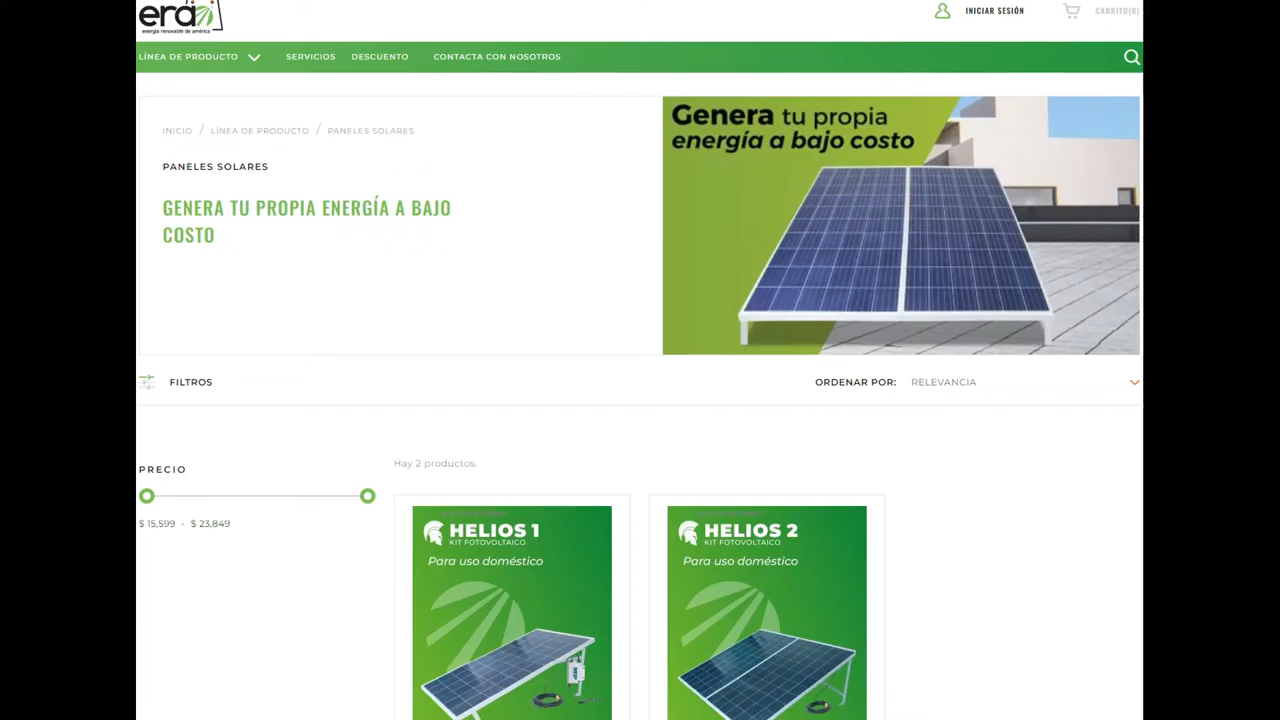 era
energía renovable de américa
INICIAR SESIÓN
CARRITO(0)
LÍNEA DE PRODUCTO
SERVICIOS
DESCUENTO
CONTACTA CON NOSOTROS
INICIO / LÍNEA DE PRODUCTO / PANELES SOLARES
PANELES SOLARES
GENERA TU PROPIA ENERGÍA A BAJO
COSTO
Genera tu propia
energía a bajo costo
FILTROS
ORDENAR POR: RELEVANCIA
PRECIO
$ 15,599 - $ 23,849
Hay 2 productos.
HELIOS 1
KIT FOTOVOLTAICO
Para uso doméstico
HELIOS 2
KIT FOTOVOLTAICO
Para uso doméstico